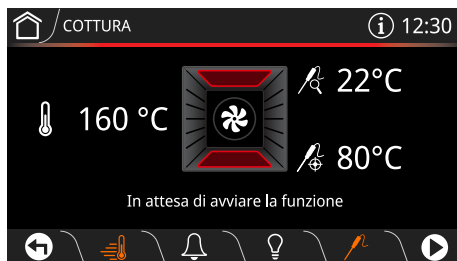 COTTURA
12:30
160 °C
22°C
80°C
In attesa di avviare la funzione